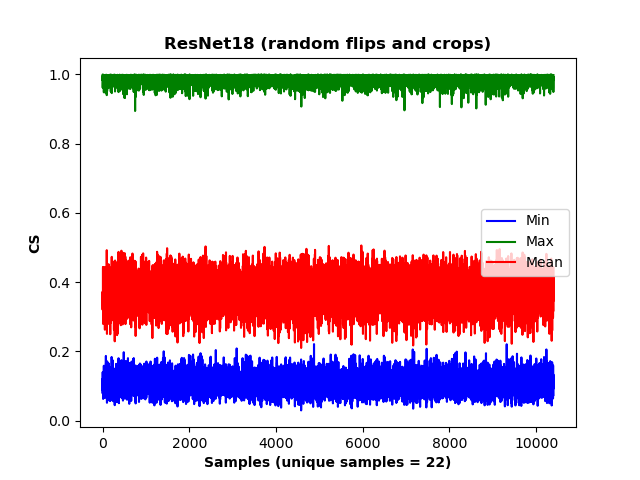 ResNet18 (random flips and crops)
1.0
0.8
0.6
0.4
0.2
0.0
CS
Min
Max
Mean
0
2000
4000
6000
8000
10000
Samples (unique samples = 22)